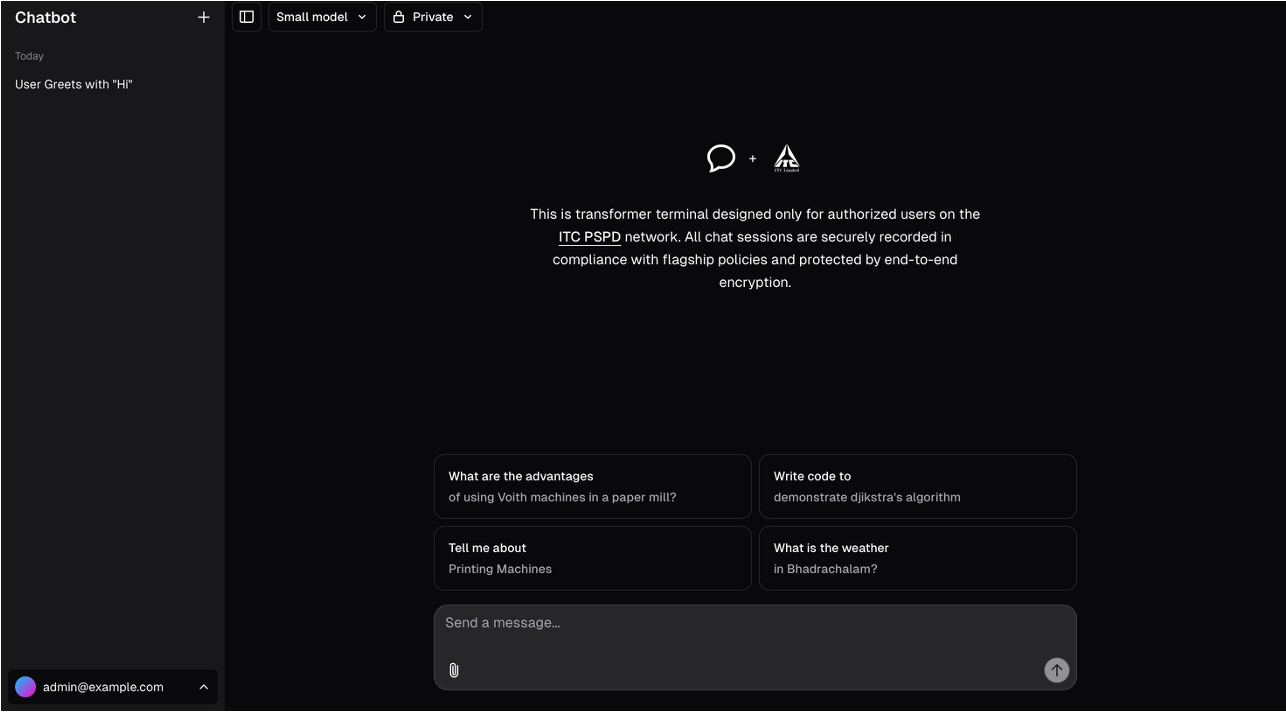 Chatbot
+
Small model
Private
Today
User Greets with "Hi"
+
ITC
ITC Limited
This is transformer terminal designed only for authorized users on the
ITC PSPD network. All chat sessions are securely recorded in
compliance with flagship policies and protected by end-to-end
encryption.
What are the advantages
of using Voith machines in a paper mill?
Write code to
demonstrate djikstra's algorithm
Tell me about
Printing Machines
What is the weather
in Bhadrachalam?
Send a message...
admin@example.com